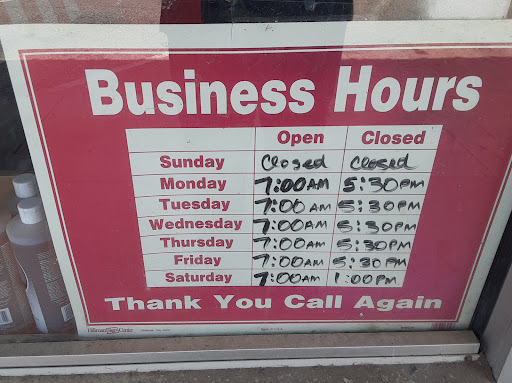 Business Hours
Open Closed
Sunday Closed Closed
Monday 7:00AM 5:30PM
Tuesday 7:00AM 5:30PM
Wednesday 7:00AM 5:30PM
Thursday 7:00AM 5:30PM
Friday 7:00AM 5:30PM
Saturday 7:00AM 1:00PM
Thank You Call Again